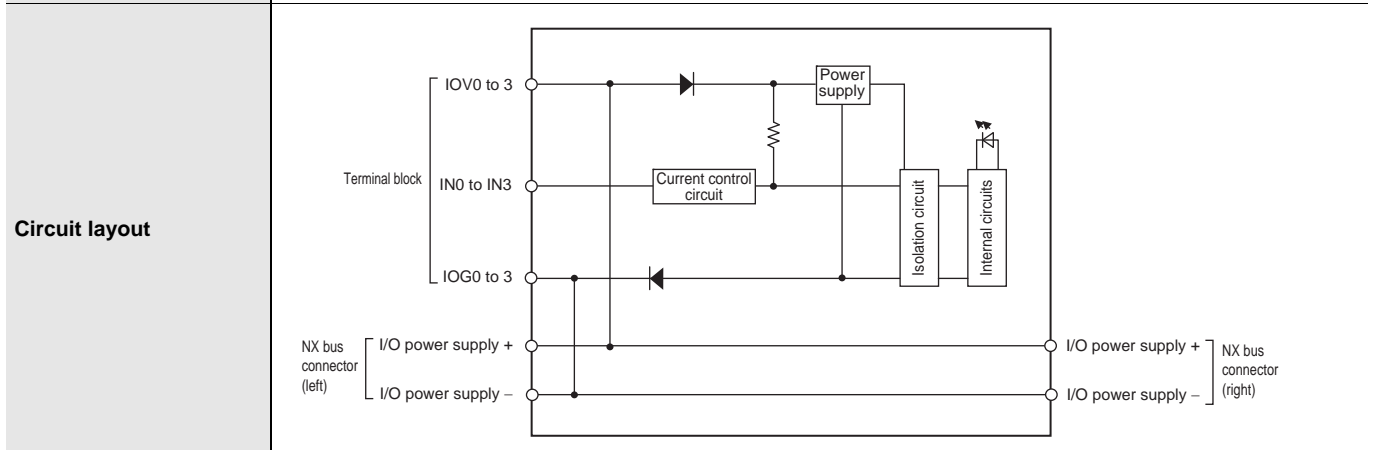 Circuit layout
Terminal block
IOV0 to 3
IN0 to IN3
IOG0 to 3
Power
supply
Current control
circuit
Isolation circuit
Internal circuits
NX bus
connector
(left)
I/O power supply +
I/O power supply −
I/O power supply +
I/O power supply −
NX bus
connector
(right)